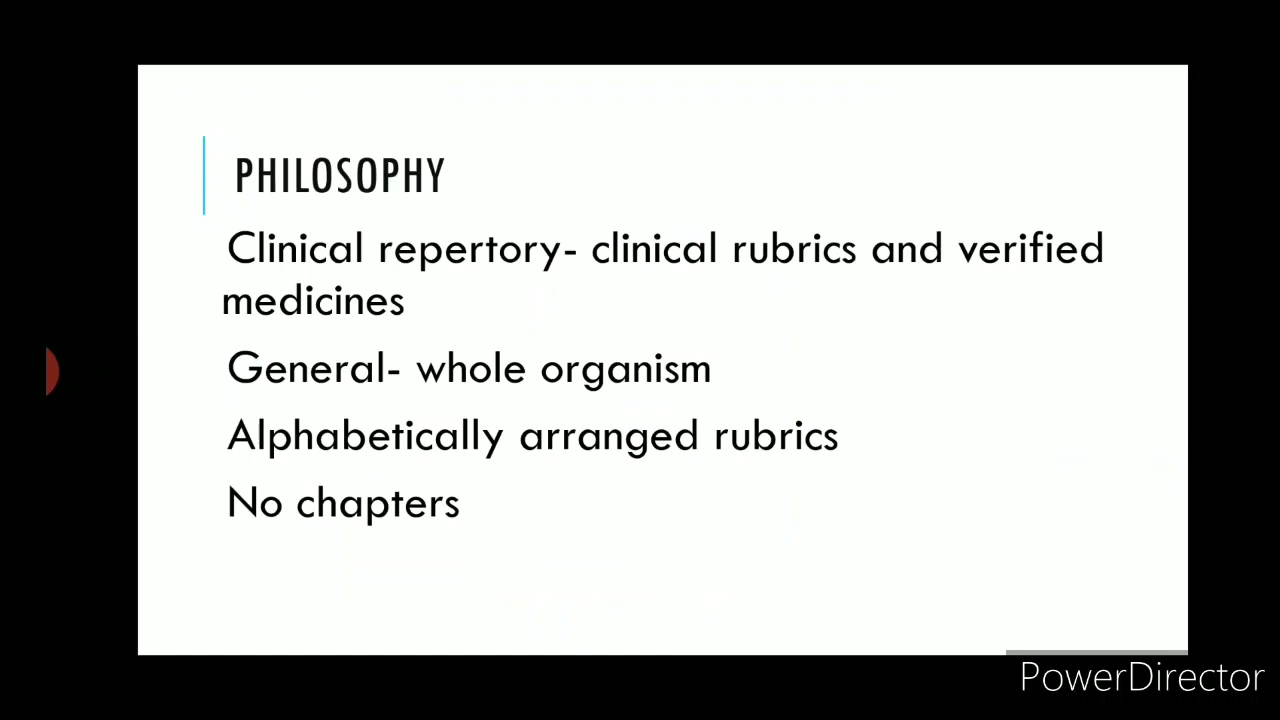 PHILOSOPHY
Clinical repertory- clinical rubrics and verified
medicines
General- whole organism
Alphabetically arranged rubrics
No chapters
PowerDirector